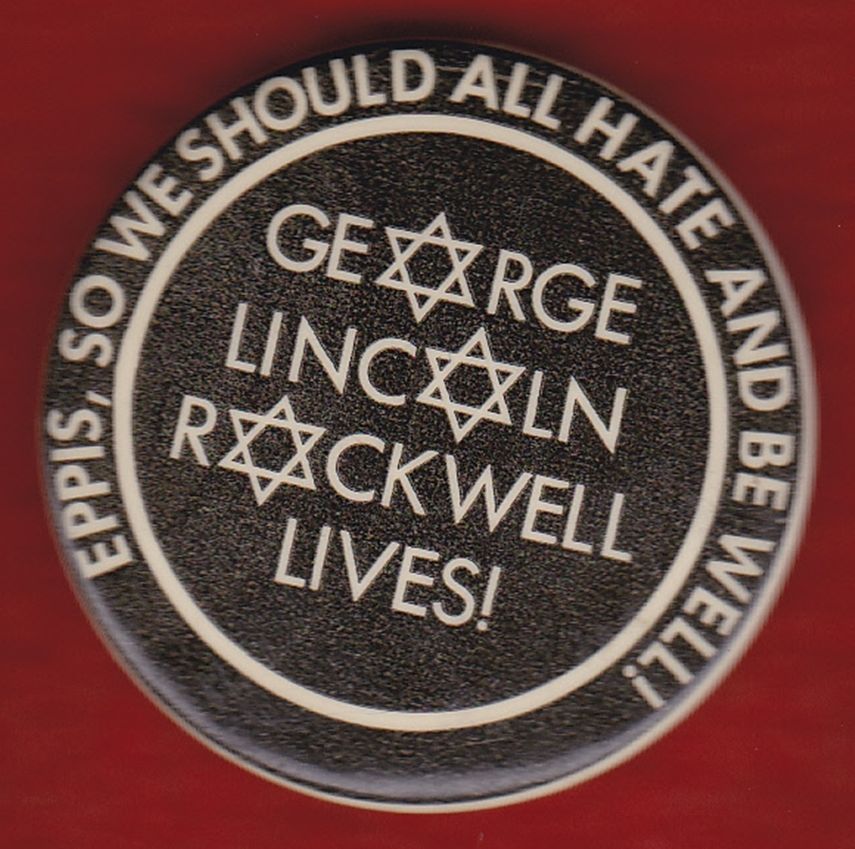 EPPIS, SO WE SHOULD ALL HATE AND BE WELL!
GE✡RGE
LINC✡LN
R✡CKWELL
LIVES!